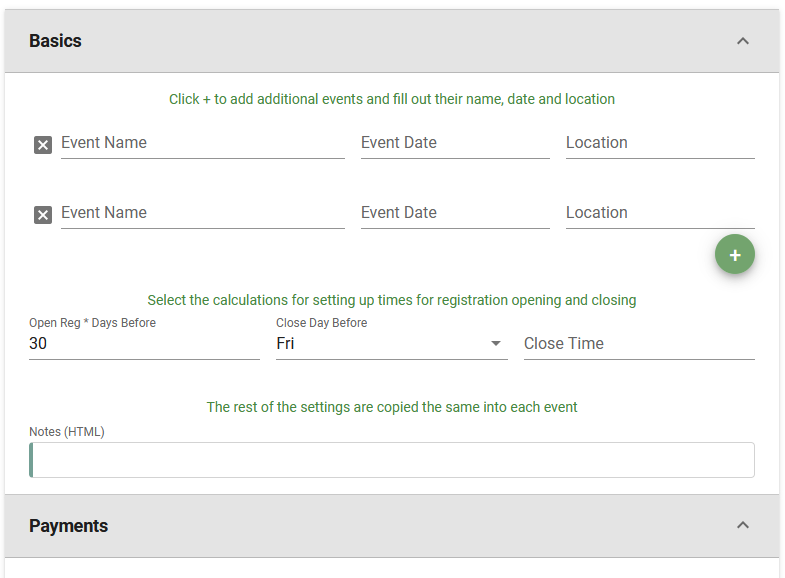 Basics
Click + to add additional events and fill out their name, date and location
Event Name Event Date Location
Event Name Event Date Location
+
Select the calculations for setting up times for registration opening and closing
Open Reg * Days Before Close Day Before
30 Fri Close Time
The rest of the settings are copied the same into each event
Notes (HTML)
Payments